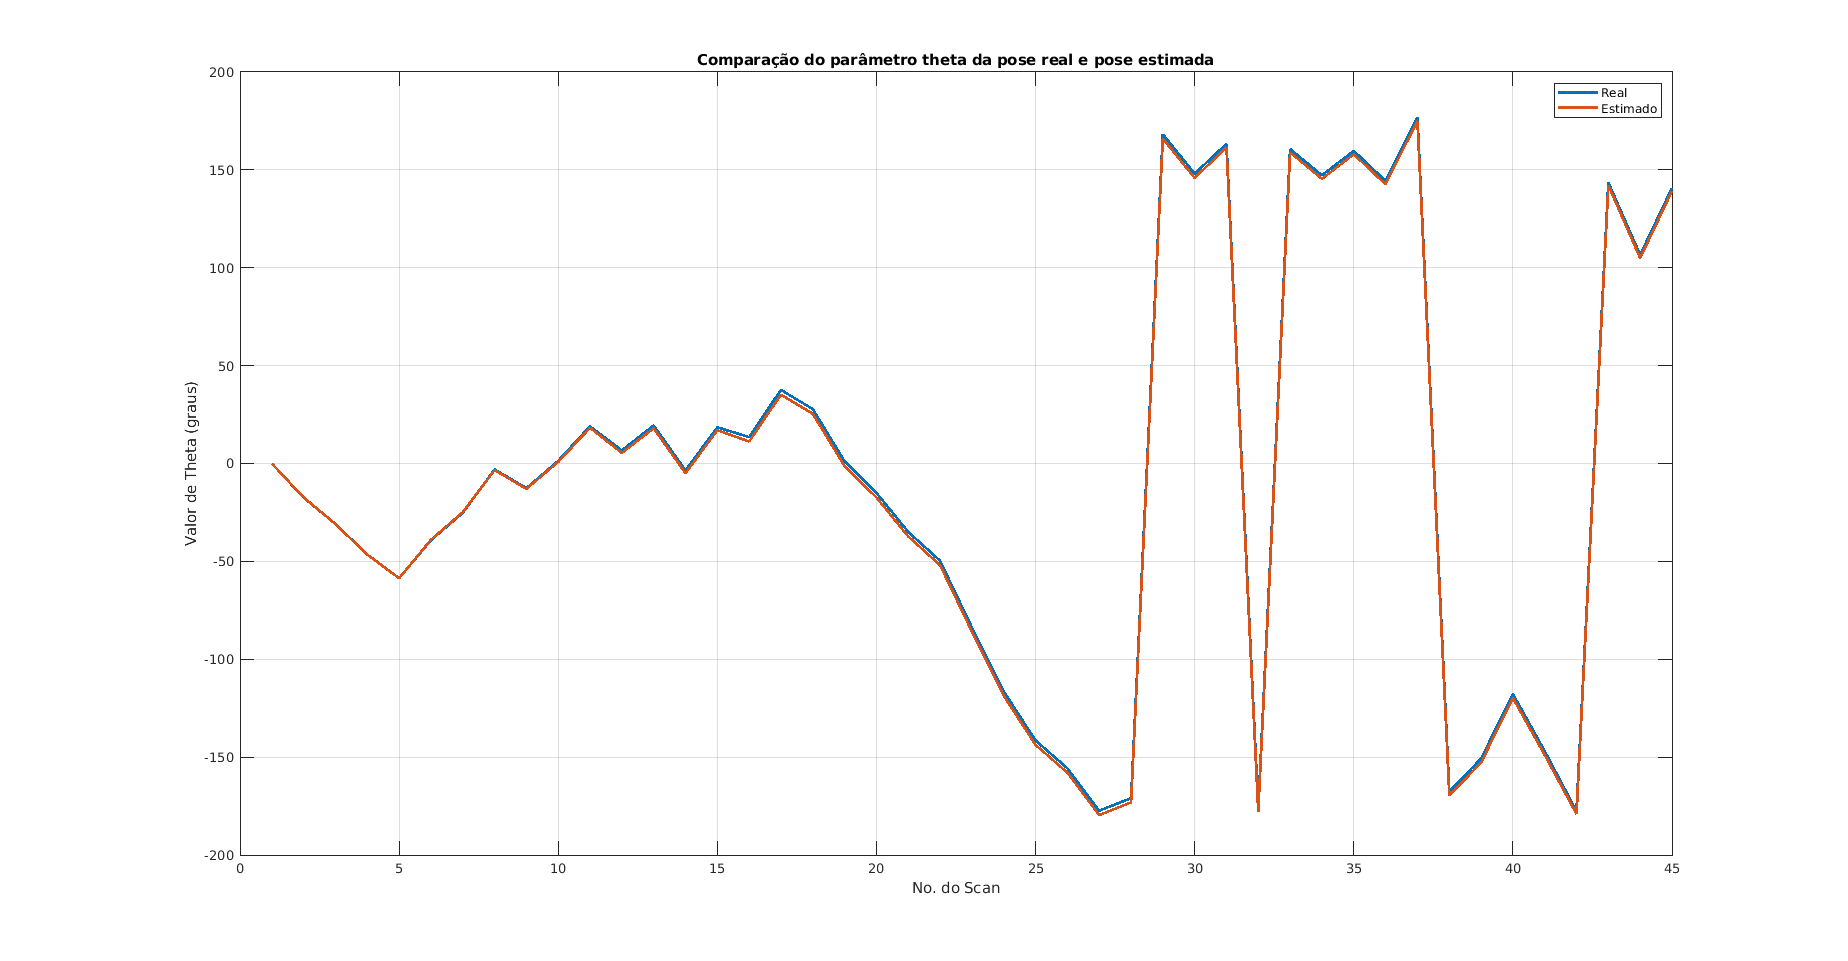 Comparação do parâmetro theta da pose real e pose estimada
Real
Estimado
200
150
100
50
0
-50
-100
-150
-200
Valor de Theta (graus)
0 5 10 15 20 25 30 35 40 45
No. do Scan